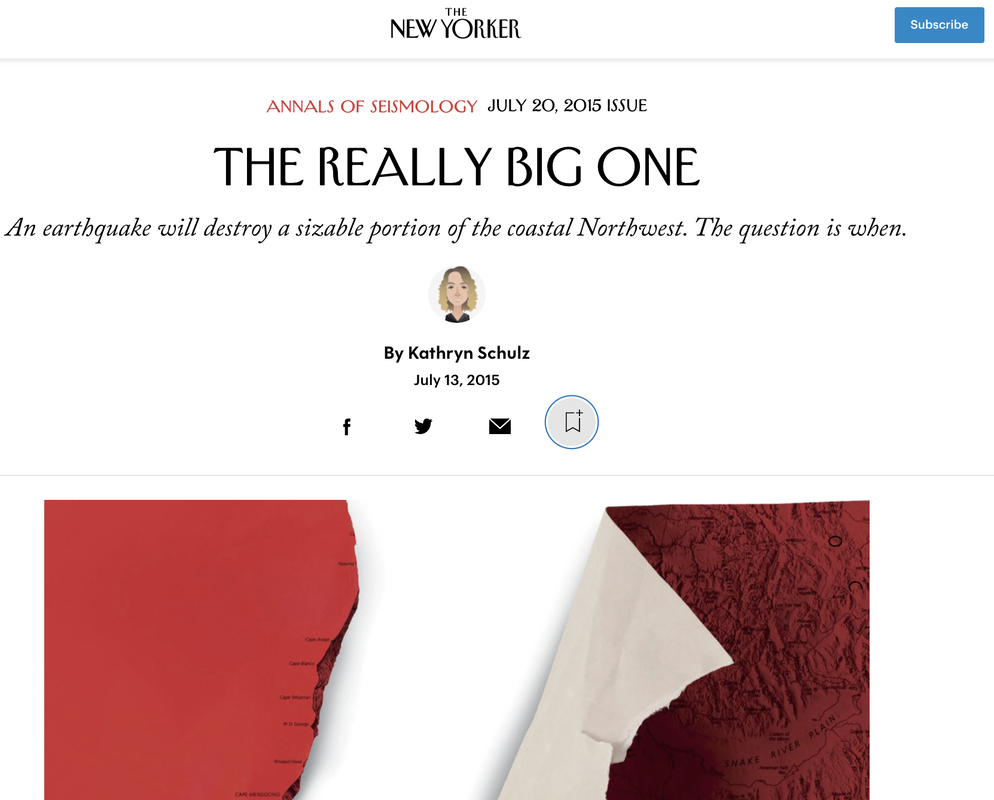 THE
NEW YORKER
Subscribe
ANNALS OF SEISMOLOGY JULY 20, 2015 ISSUE
THE REALLY BIG ONE
An earthquake will destroy a sizable portion of the coastal Northwest. The question is when.
By Kathryn Schulz
July 13, 2015
Cape Blanco
Cape Sebastian
Pt St George
CAPE MENDOCINO
SNAKE RIVER PLAIN